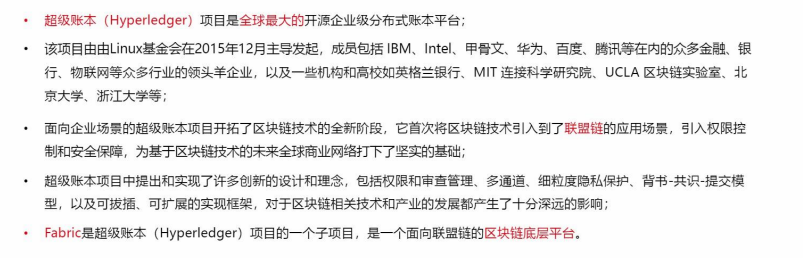 • 超级账本（Hyperledger）项目是全球最大的开源企业级分布式账本平台；
• 该项目由由Linux基金会在2015年12月主导发起，成员包括 IBM、Intel、甲骨文、华为、百度、腾讯等在内的众多金融、银
行、物联网等众多行业的领头羊企业，以及一些机构和高校如英格兰银行、MIT 连接科学研究院、UCLA 区块链实验室、北
京大学、浙江大学等；
• 面向企业场景的超级账本项目开拓了区块链技术的全新阶段，它首次将区块链技术引入到了联盟链的应用场景，引入权限控
制和安全保障，为基于区块链技术的未来全球商业网络打下了坚实的基础；
• 超级账本项目中提出和实现了许多创新的设计和理念，包括权限和审查管理、多通道、细粒度隐私保护、背书-共识-提交模
型，以及可拔插、可扩展的实现框架，对于区块链相关技术和产业的发展都产生了十分深远的影响；
• Fabric是超级账本（Hyperledger）项目的一个子项目，是一个面向联盟链的区块链底层平台。